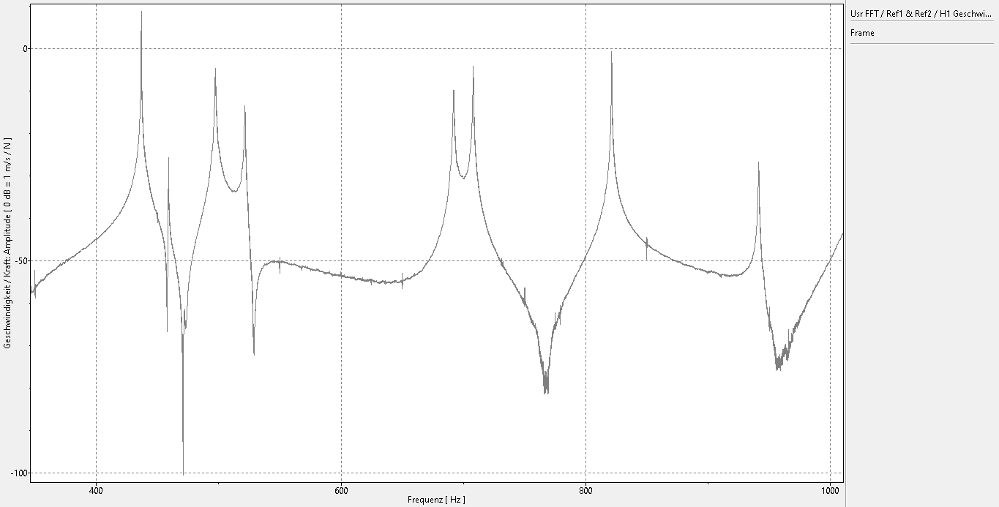 Usr FFT / Ref1 & Ref2 / H1 Geschwi...
Frame
Geschwindigkeit / Kraft: Amplitude [ 0 dB = 1 m/s / N ]
0
-50
-100
400
600
800
1000
Frequenz [ Hz ]